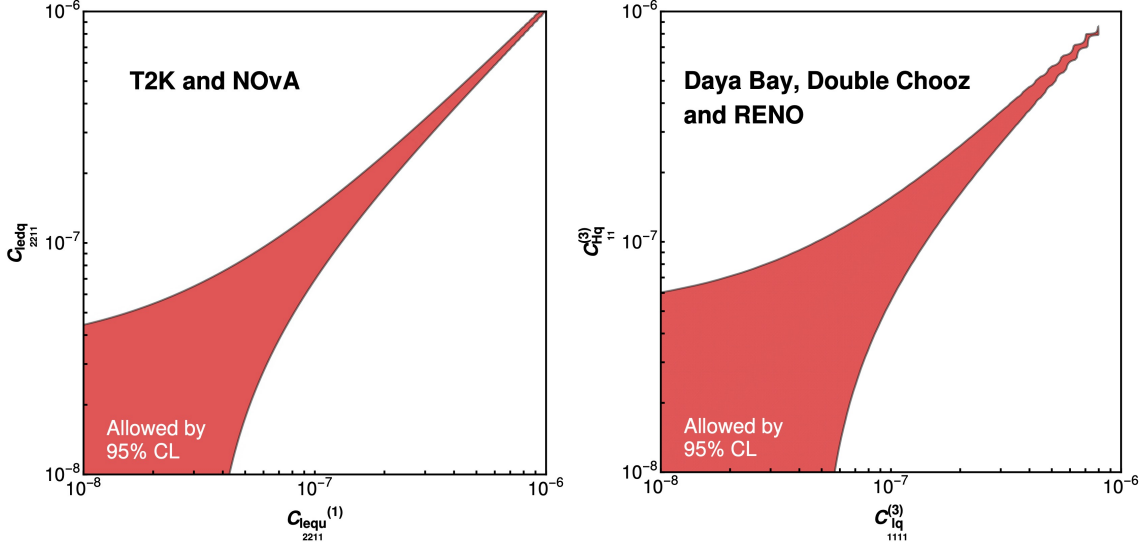 10⁻⁶
T2K and NOνA
C_ledq 2211
10⁻⁷
Allowed by
95% CL
10⁻⁸
10⁻⁸ 10⁻⁷ 10⁻⁶
C_lequ^(1) 2211
10⁻⁶
Daya Bay, Double Chooz
and RENO
C_Hq^(3) 11
10⁻⁷
Allowed by
95% CL
10⁻⁸
10⁻⁸ 10⁻⁷ 10⁻⁶
C_lq^(3) 1111